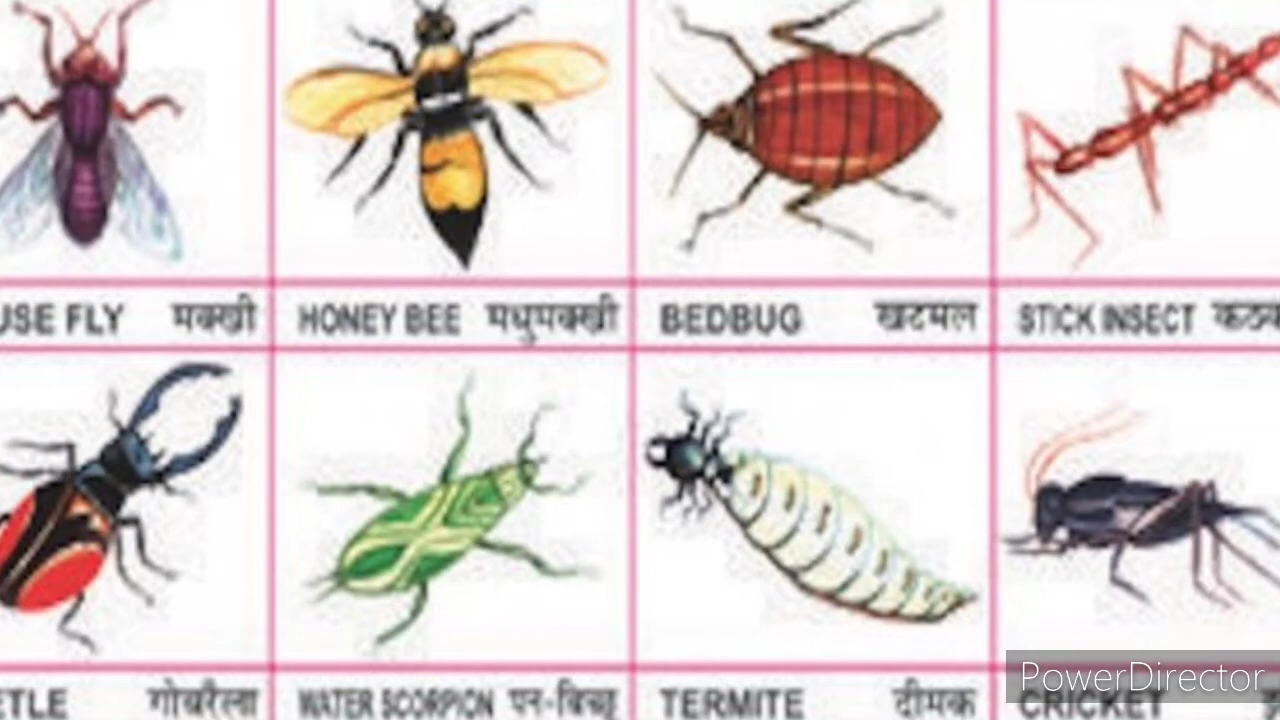 USE FLY मक्खी HONEY BEE मधुमक्खी BEDBUG खटमल STICK INSECT
ETLE गोबरैला WATER SCORPION पन-बिच्छू TERMITE दीमक CRICKET
PowerDirector